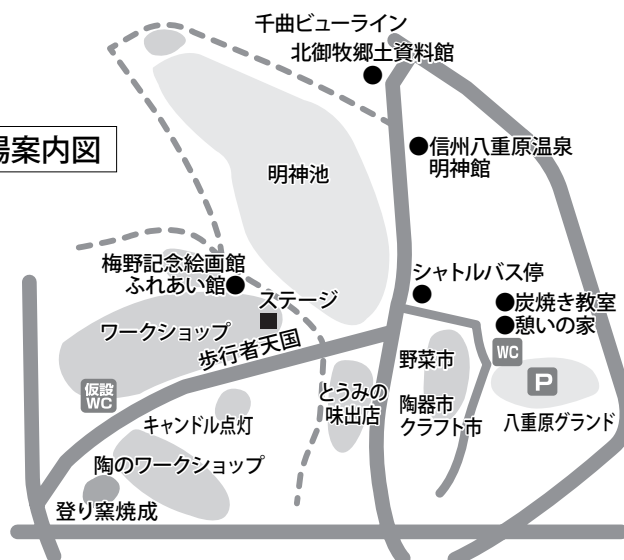 千曲ビューライン
北御牧郷土資料館
場案内図
信州八重原温泉
明神館
明神池
梅野記念絵画館
ふれあい館
シャトルバス停
ステージ
炭焼き教室
憩いの家
ワークショップ
歩行者天国
WC
野菜市
P
仮設
WC
とうみの
味出店
陶器市
クラフト市
八重原グランド
キャンドル点灯
陶のワークショップ
登り窯焼成